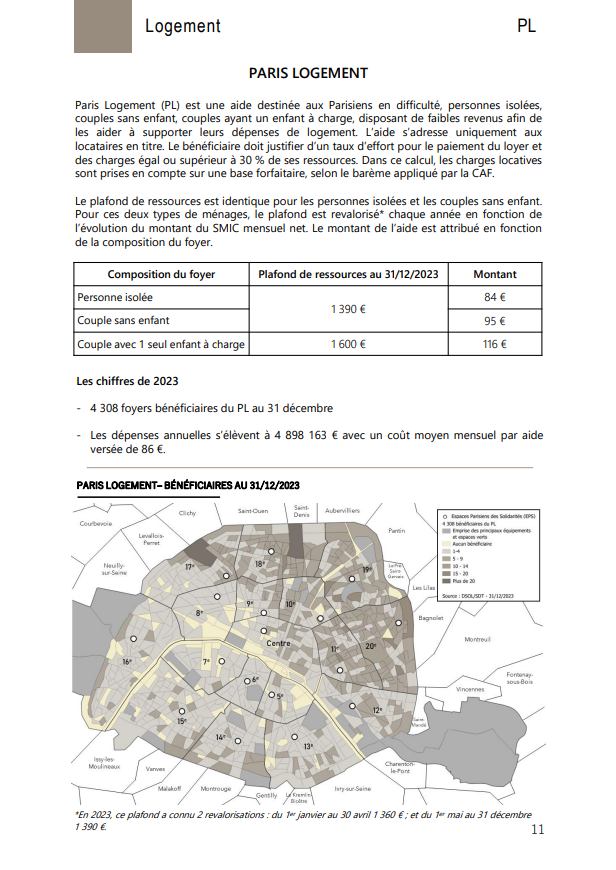 Logement
PL
PARIS LOGEMENT
Paris Logement (PL) est une aide destinée aux Parisiens en difficulté, personnes isolées,
couples sans enfant, couples ayant un enfant à charge, disposant de faibles revenus afin de
les aider à supporter leurs dépenses de logement. L’aide s’adresse uniquement aux
locataires en titre. Le bénéficiaire doit justifier d’un taux d’effort pour le paiement du loyer et
des charges égal ou supérieur à 30 % de ses ressources. Dans ce calcul, les charges locatives
sont prises en compte sur une base forfaitaire, selon le barème appliqué par la CAF.
Le plafond de ressources est identique pour les personnes isolées et les couples sans enfant.
Pour ces deux types de ménages, le plafond est revalorisé* chaque année en fonction de
l’évolution du montant du SMIC mensuel net. Le montant de l’aide est attribué en fonction
de la composition du foyer.
Composition du foyer Plafond de ressources au 31/12/2023 Montant
Personne isolée 84 €
1 390 €
Couple sans enfant 95 €
Couple avec 1 seul enfant à charge 1 600 € 116 €
Les chiffres de 2023
- 4 308 foyers bénéficiaires du PL au 31 décembre
- Les dépenses annuelles s’élèvent à 4 898 163 € avec un coût moyen mensuel par aide
versée de 86 €.
PARIS LOGEMENT– BÉNÉFICIAIRES AU 31/12/2023
Clichy
Saint-Ouen
Saint-
Denis
Aubervilliers
Courbevoie
Levallois-
Perret
Pantin
Neuilly-
sur-Seine
Le Pré-
Saint-
Gervais
Les Lilas
Bagnolet
Montreuil
Fontenay-
sous-Bois
Vincennes
Saint-
Mandé
Charenton-
le-Pont
Ivry-sur-Seine
Le Kremlin-
Bicêtre
Gentilly
Montrouge
Malakoff
Vanves
Issy-les-
Moulineaux
17e
18e
19e
8e
9e
10e
Centre
11e
20e
16e
7e
6e
5e
12e
15e
14e
13e
Espaces Parisiens des Solidarités (EPS)
4 308 bénéficiaires du PL
Emprise des principaux équipements
et espaces verts
Aucun bénéficiaire
1-4
5 - 9
10 - 14
15 - 20
Plus de 20
Source : DSOL/SDT - 31/12/2023
*En 2023, ce plafond a connu 2 revalorisations : du 1er janvier au 30 avril 1 360 € ; et du 1er mai au 31 décembre
1 390 €.
11